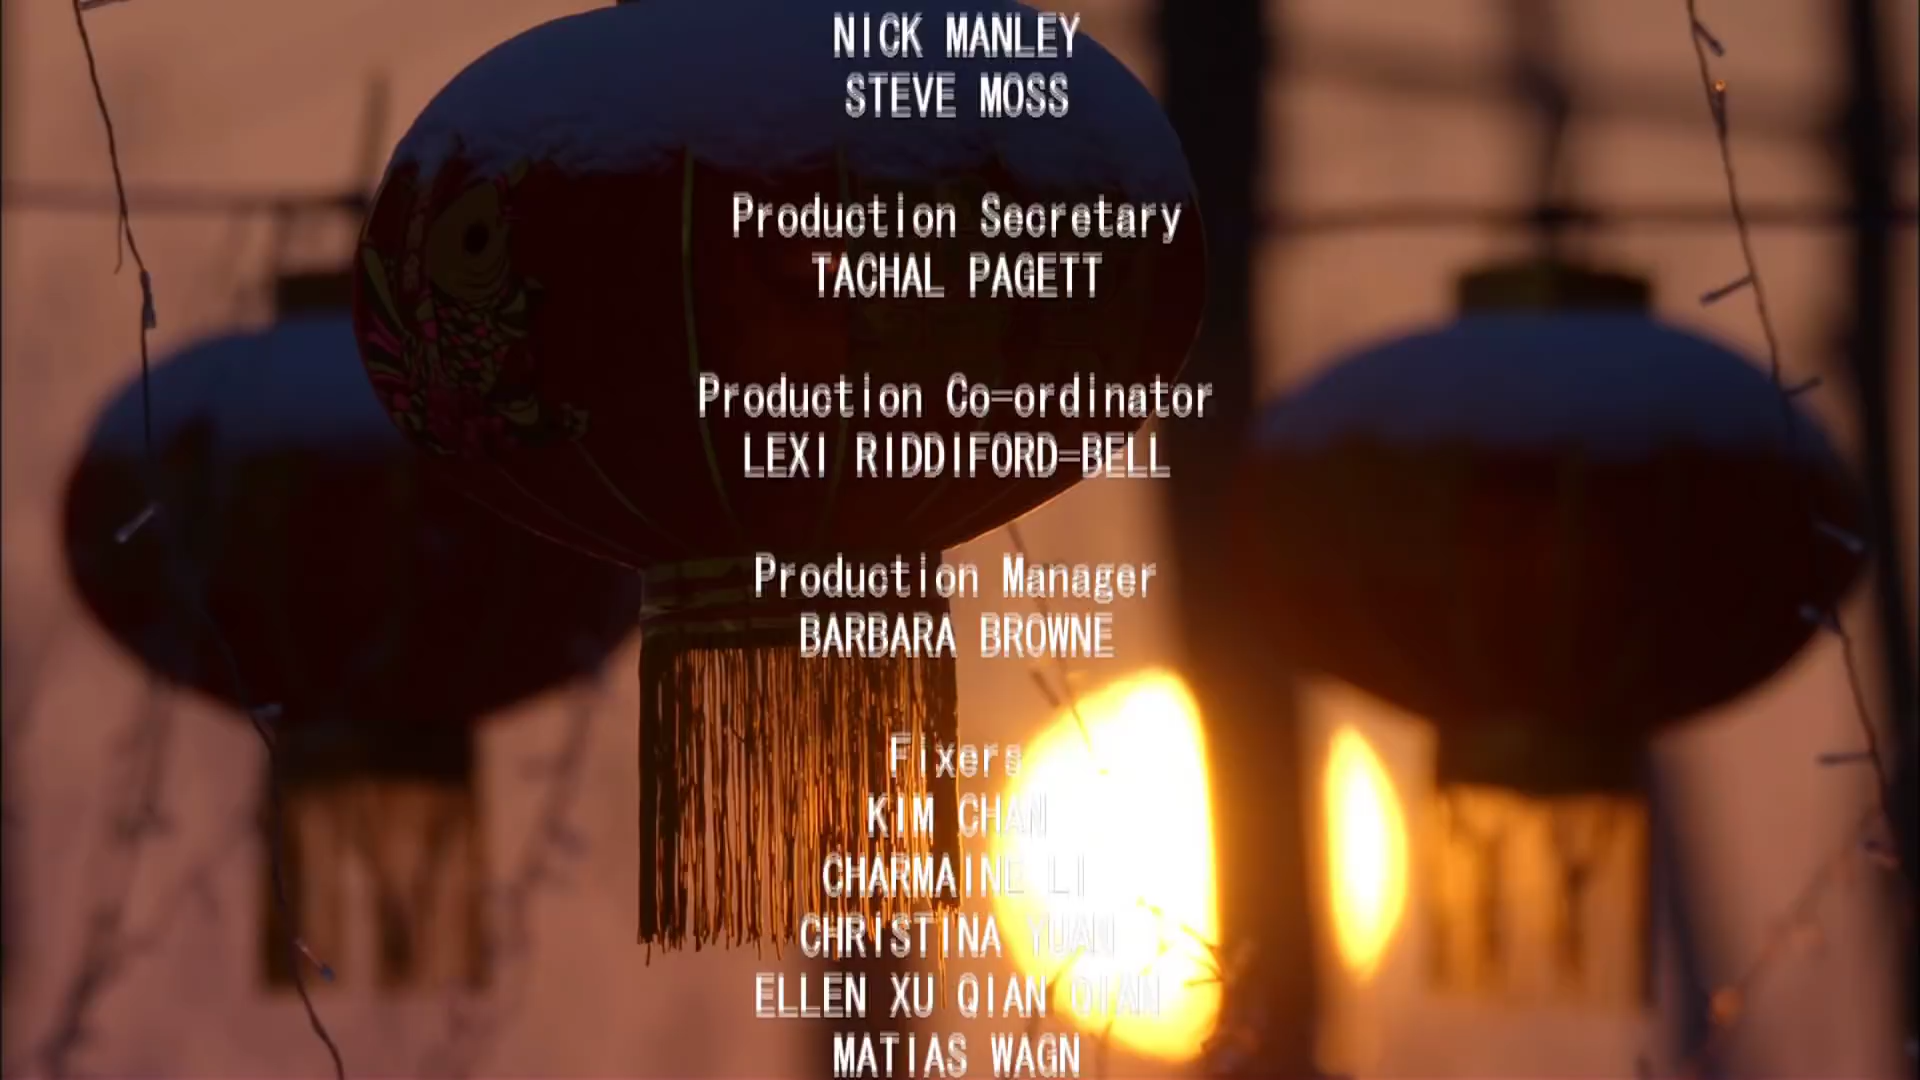 NICK MANLEY
STEVE MOSS
Production Secretary
TACHAL PAGETT
Production Co-ordinator
LEXI RIDDIFORD-BELL
Production Manager
BARBARA BROWNE
Fixers
KIM CHAN
CHARMAINE LI
CHRISTINA YUAN
ELLEN XU QIAN QIAN
MATIAS WAGN